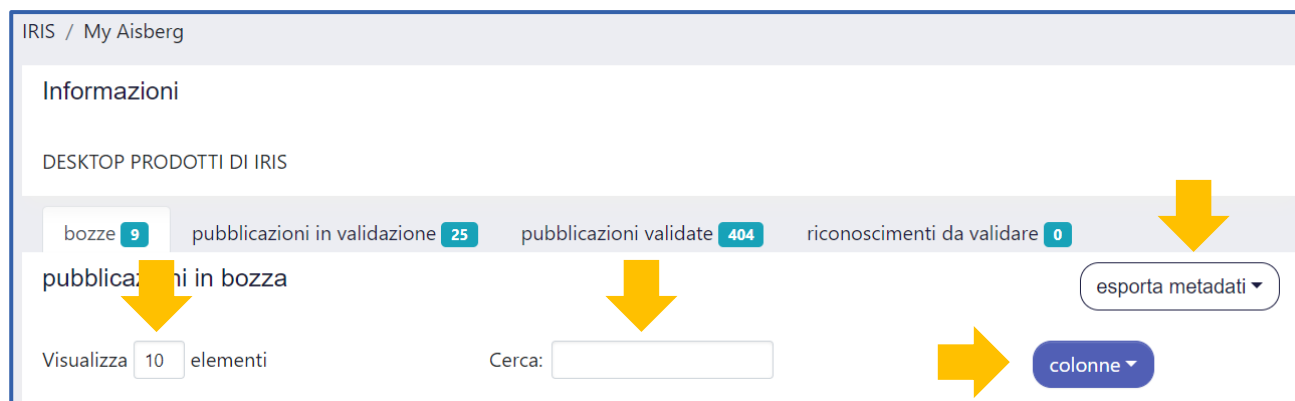 IRIS / My Aisberg
Informazioni
DESKTOP PRODOTTI DI IRIS
bozze 9 pubblicazioni in validazione 25 pubblicazioni validate 404 riconoscimenti da validare 0
pubblicazioni in bozza
esporta metadati
Visualizza 10 elementi Cerca: colonne